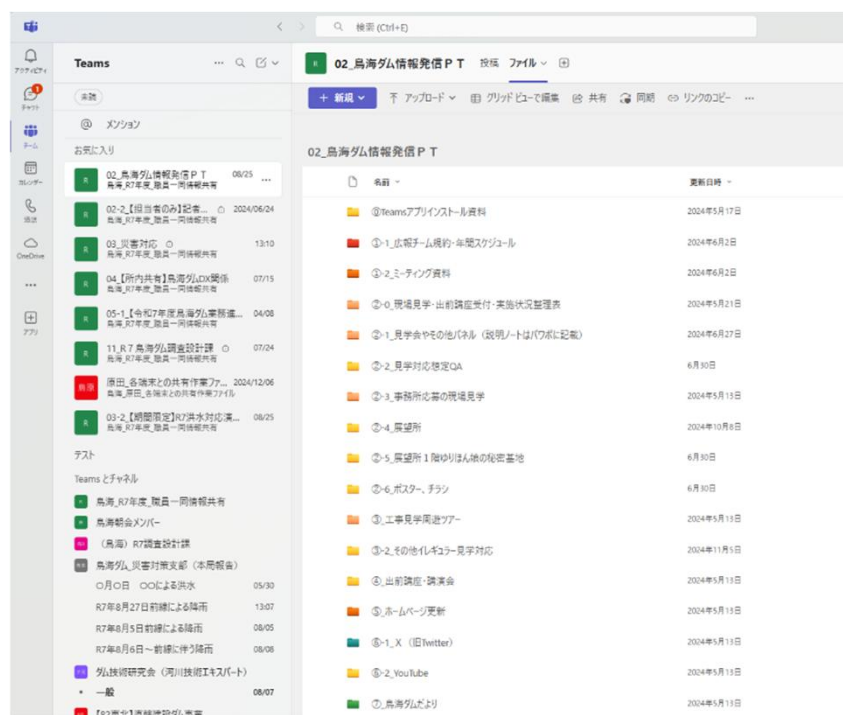 検索 (Ctrl+E)
アクティビティ
チャット
チーム
カレンダー
通話
OneDrive
アプリ
Teams
未読
メンション
お気に入り
02_鳥海ダム情報発信ＰＴ 08/25
鳥海_R7年度_職員一同情報共有
02-2_【担当者のみ】記者... 2024/06/24
鳥海_R7年度_職員一同情報共有
03_災害対応 13:10
鳥海_R7年度_職員一同情報共有
04_【所内共有】鳥海ダムDX関係 07/15
鳥海_R7年度_職員一同情報共有
05-1_【令和7年度鳥海ダム業務進... 04/08
鳥海_R7年度_職員一同情報共有
11_Ｒ７鳥海ダム調査設計課 07/24
鳥海_R7年度_職員一同情報共有
原田_各端末との共有作業ファ... 2024/12/06
鳥海_原田_各端末との共有作業ファイル
03-2_【期間限定】R7洪水対応演... 08/25
鳥海_R7年度_職員一同情報共有
テスト
Teams とチャネル
鳥海_R7年度_職員一同情報共有
鳥海朝会メンバー
（鳥海）R7調査設計課
鳥海ダム_災害対策支部（本局報告）
〇月〇日 〇〇による洪水 05/30
R7年8月27日前線による降雨 13:07
R7年8月5日前線による降雨 08/05
R7年8月6日～前線に伴う降雨 08/08
ダム技術研究会（河川技術エキスパート）
一般 08/07
02_鳥海ダム情報発信ＰＴ 投稿 ファイル
＋ 新規 アップロード グリッド ビューで編集 共有 同期 リンクのコピー ...
02_鳥海ダム情報発信ＰＴ
名前 更新日時
⓪Teamsアプリインストール資料 2024年5月17日
①-1_広報チーム規約・年間スケジュール 2024年6月2日
①-2_ミーティング資料 2024年6月2日
②-0_現場見学・出前講座受付・実施状況整理表 2024年5月21日
②-1_見学会やその他パネル（説明ノートはパワポに記載） 2024年6月27日
②-2_見学対応想定QA 6月30日
②-3_事務所応募の現場見学 2024年5月13日
②-4_展望所 2024年10月8日
②-5_展望所１階ゆりほん娘の秘密基地 6月30日
②-6_ポスター、チラシ 6月30日
③_工事見学周遊ツアー 2024年5月13日
③-2_その他イレギュラー見学対応 2024年11月5日
④_出前講座・講演会 2024年5月13日
⑤_ホームページ更新 2024年5月13日
⑥-1_X （旧Twitter） 2024年5月13日
⑥-2_YouTube 2024年5月13日
⑦_鳥海ダムだより 2024年5月13日